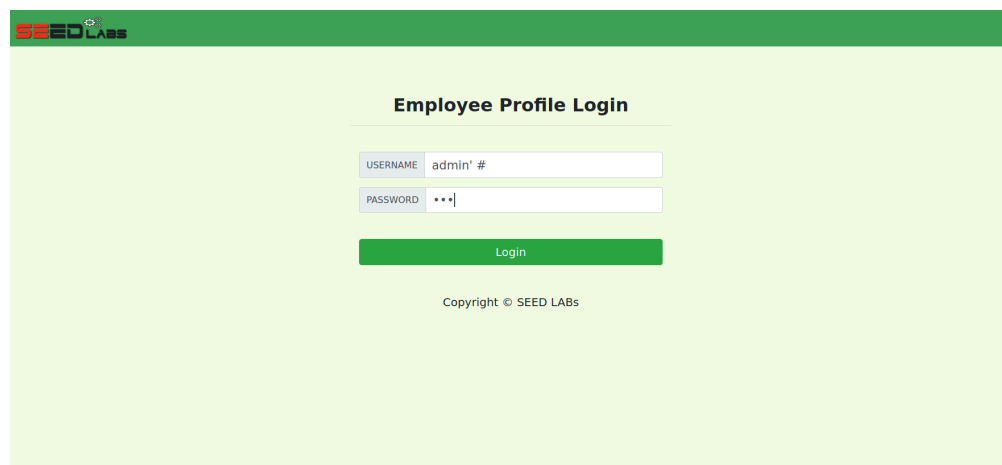 SEED LABS
Employee Profile Login
USERNAME admin' #
PASSWORD •••
Login
Copyright © SEED LABs